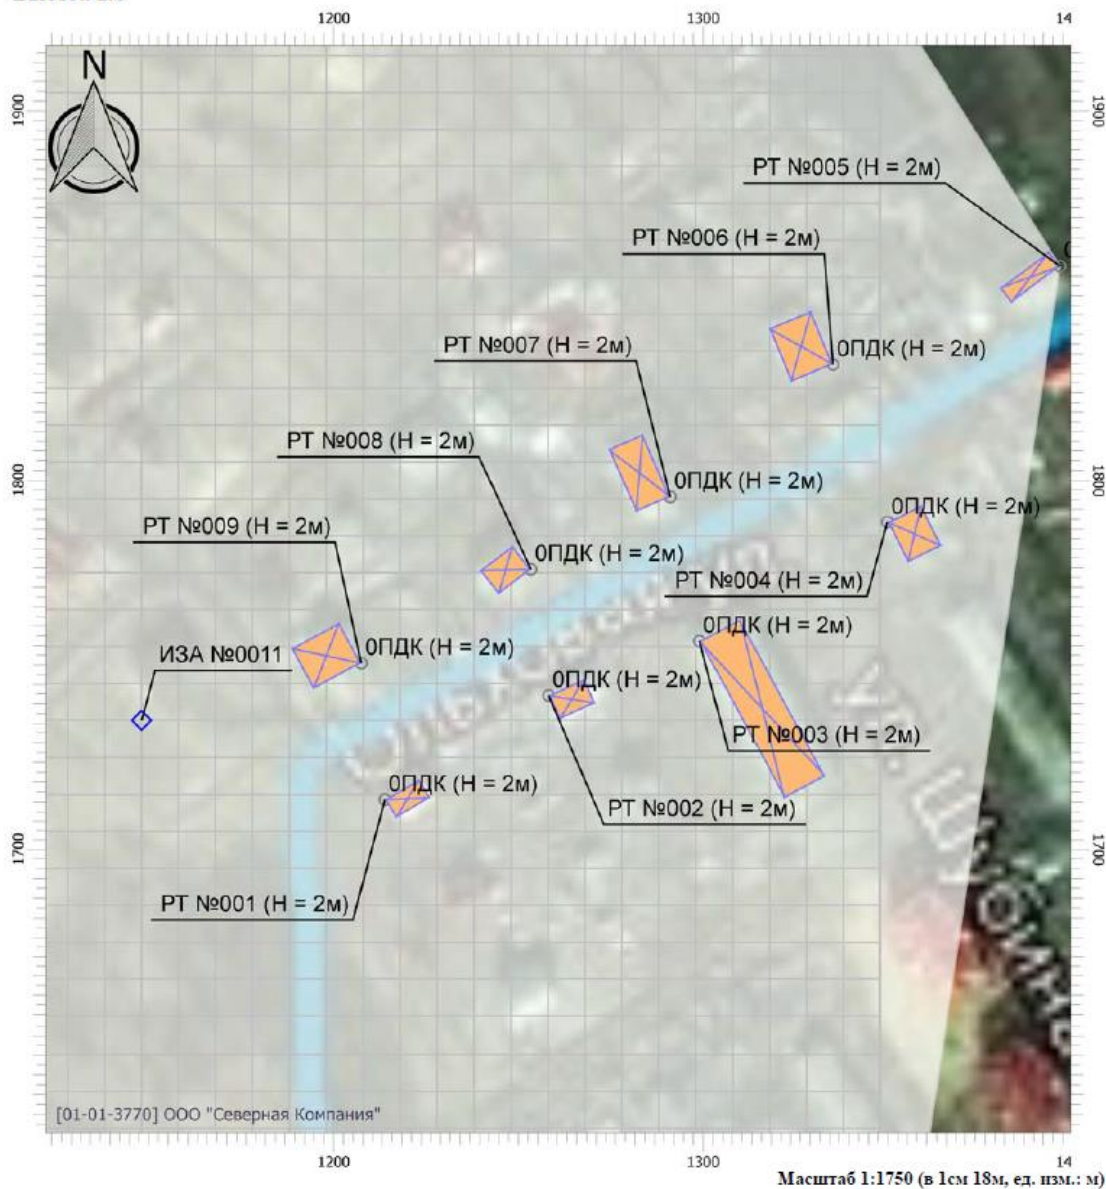 1200
1300
14
1900
1900
N
РТ №005 (Н = 2м)
РТ №006 (Н = 2м)
0
РТ №007 (Н = 2м)
0ПДК (Н = 2м)
РТ №008 (Н = 2м)
1800
0ПДК (Н = 2м)
1800
РТ №009 (Н = 2м)
0ПДК (Н = 2м)
0ПДК (Н = 2м)
РТ №004 (Н = 2м)
ИЗА №0011
0ПДК (Н = 2м)
0ПДК (Н = 2м)
0ПДК (Н = 2м)
РТ №003 (Н = 2м)
0ПДК (Н = 2м)
РТ №002 (Н = 2м)
1700
1700
РТ №001 (Н = 2м)
ул.
[01-01-3770] ООО "Северная Компания"
1200
1300
14
Масштаб 1:1750 (в 1см 18м, ед. изм.: м)